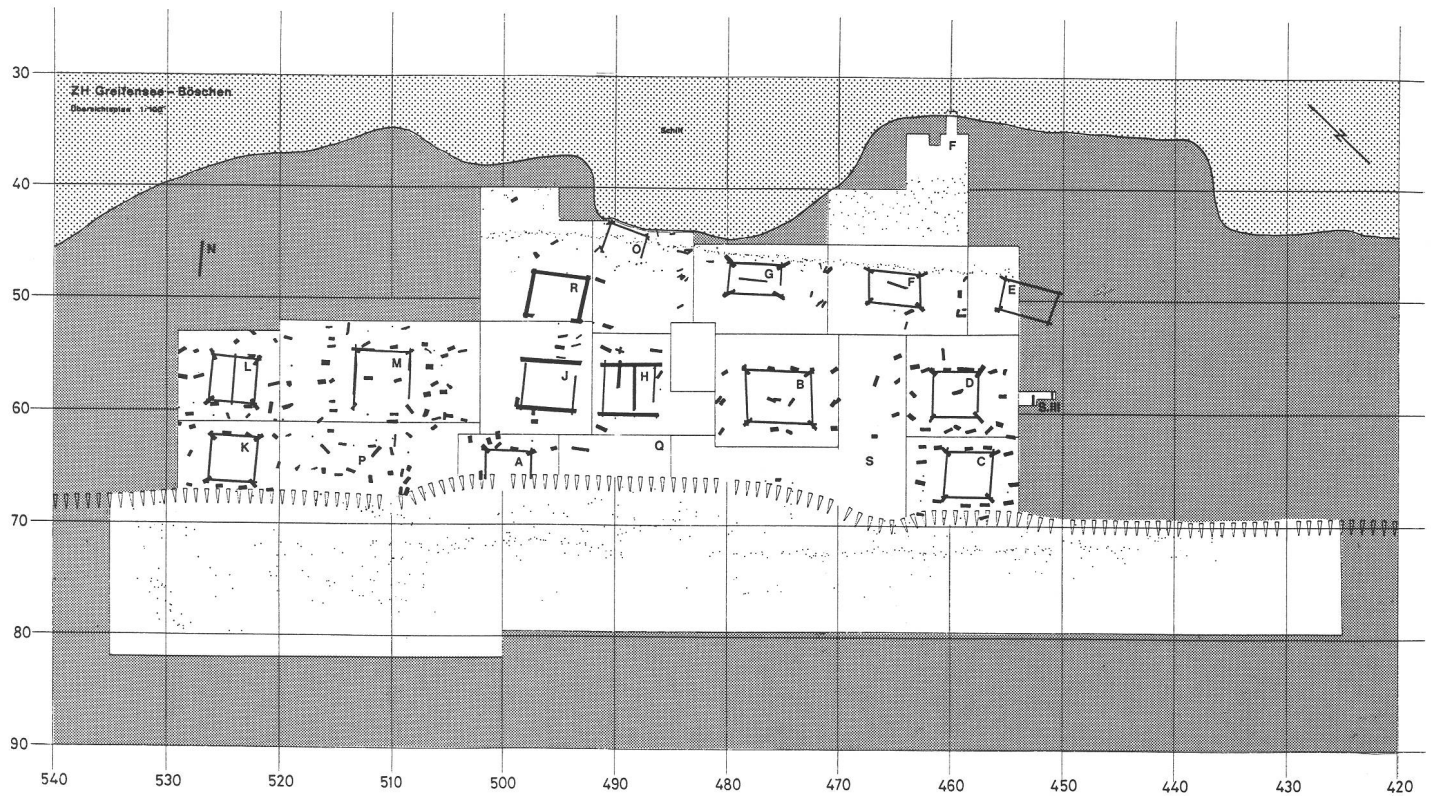 30
ZH Greifensee – Böschen
Übersichtsplan 1:100
Schilf
N
F
40
N
O
G
F
R
E
50
L
M
J
H
B
D
60
S.III
K
P
A
Q
S
C
70
80
90
540
530
520
510
500
490
480
470
460
450
440
430
420